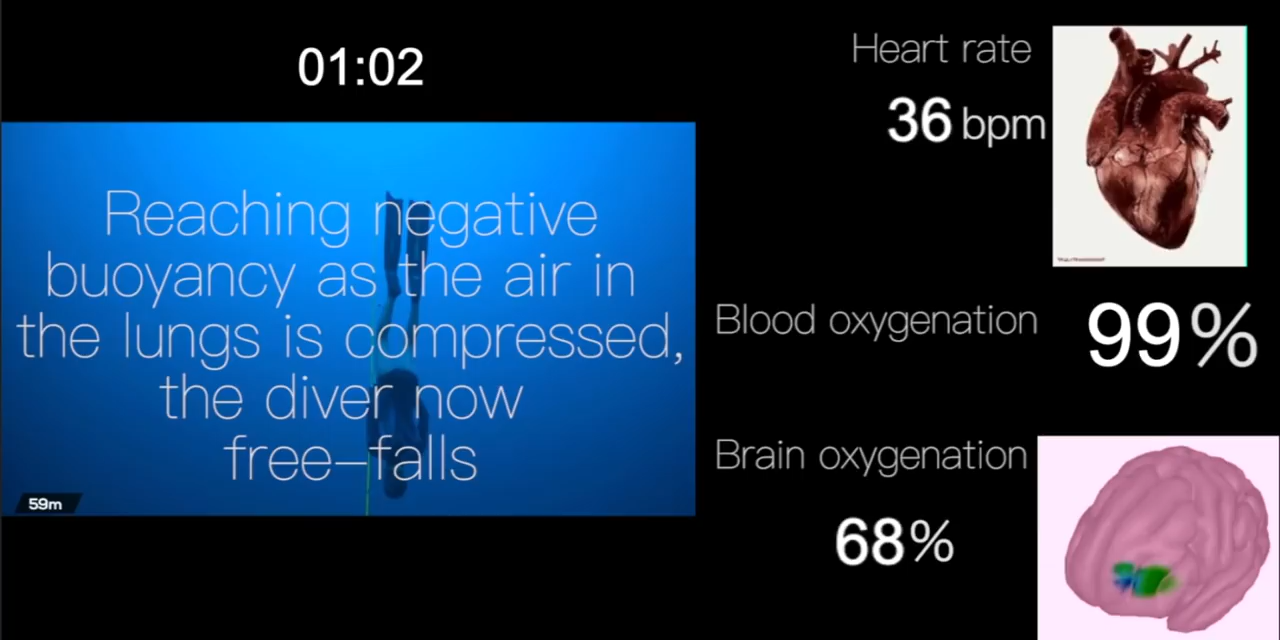 01:02
Reaching negative
buoyancy as the air in
the lungs is compressed,
the diver now
free–falls
59m
Heart rate
36 bpm
Blood oxygenation 99%
Brain oxygenation
68%